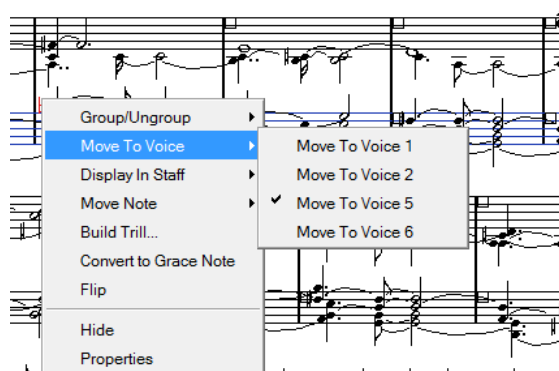 Group/Ungroup
Move To Voice
Display In Staff
Move Note
Build Trill...
Convert to Grace Note
Flip
Hide
Properties
Move To Voice 1
Move To Voice 2
Move To Voice 5
Move To Voice 6